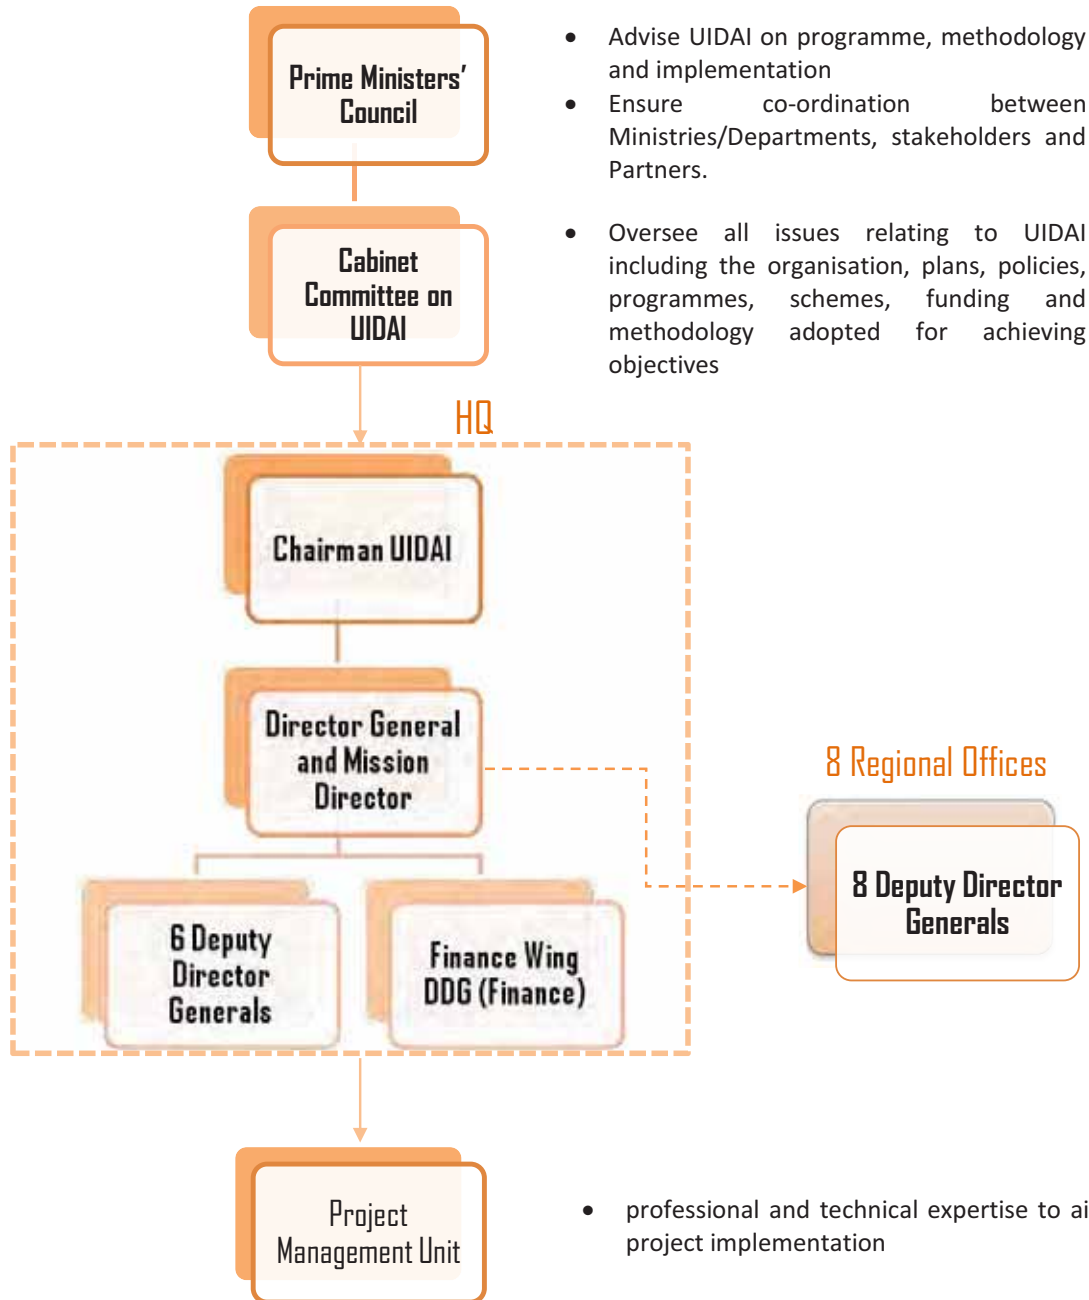 Prime Ministers’
Council
• Advise UIDAI on programme, methodology
and implementation
• Ensure co-ordination between
Ministries/Departments, stakeholders and
Partners.
Cabinet
Committee on
UIDAI
• Oversee all issues relating to UIDAI
including the organisation, plans, policies,
programmes, schemes, funding and
methodology adopted for achieving
objectives
HQ
Chairman UIDAI
Director General
and Mission
Director
8 Regional Offices
8 Deputy Director
Generals
6 Deputy
Director
Generals
Finance Wing
DDG (Finance)
Project
Management Unit
• professional and technical expertise to ai
project implementation